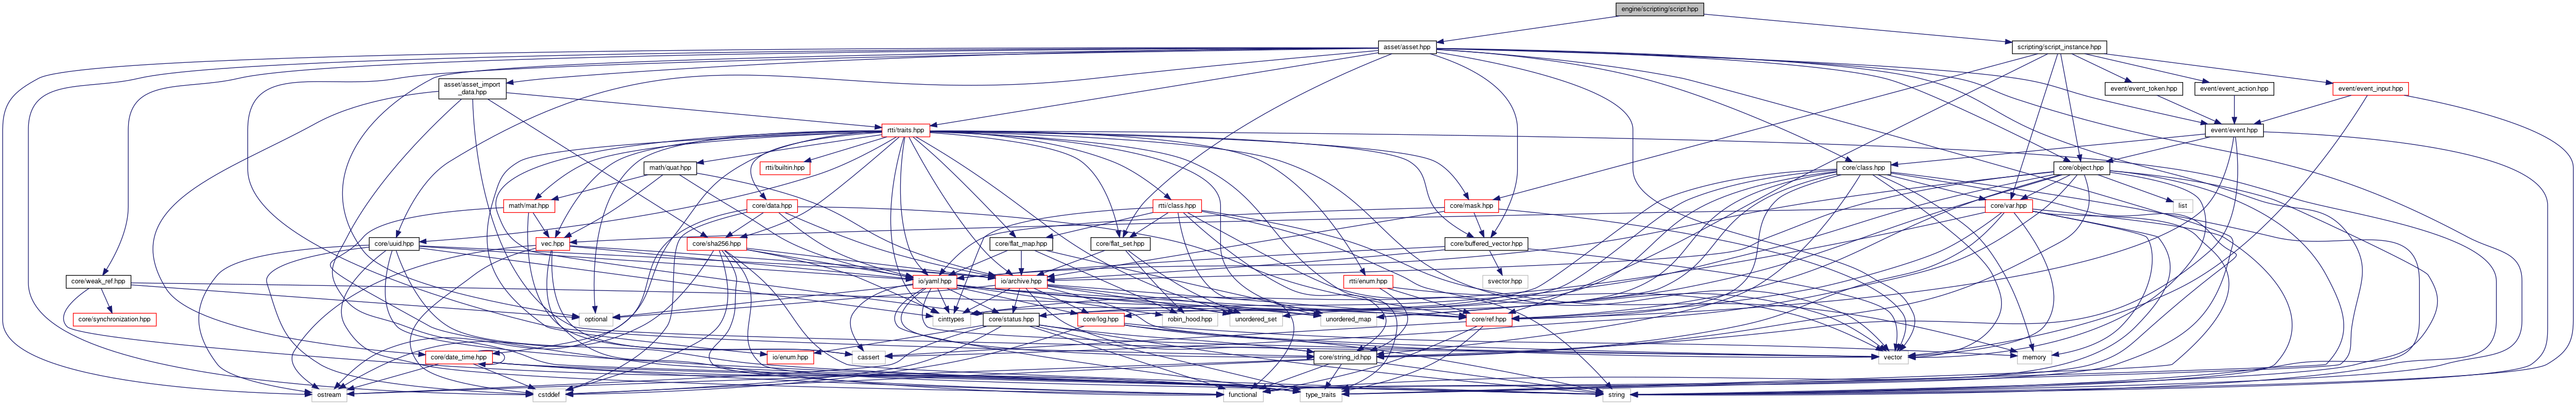 engine/scripting/script.hpp
asset/asset.hpp
scripting/script_instance.hpp
asset/asset_import
_data.hpp
event/event_token.hpp
event/event_action.hpp
event/event_input.hpp
rtti/traits.hpp
event/event.hpp
math/quat.hpp
rtti/builtin.hpp
core/class.hpp
core/object.hpp
math/mat.hpp
core/data.hpp
rtti/class.hpp
core/mask.hpp
core/var.hpp
list
core/uuid.hpp
vec.hpp
core/sha256.hpp
core/flat_map.hpp
core/flat_set.hpp
core/buffered_vector.hpp
core/weak_ref.hpp
io/yaml.hpp
io/archive.hpp
rtti/enum.hpp
svector.hpp
core/synchronization.hpp
optional
cinttypes
core/status.hpp
core/log.hpp
robin_hood.hpp
unordered_set
unordered_map
core/ref.hpp
core/date_time.hpp
io/enum.hpp
cassert
core/string_id.hpp
vector
memory
ostream
cstddef
functional
type_traits
string